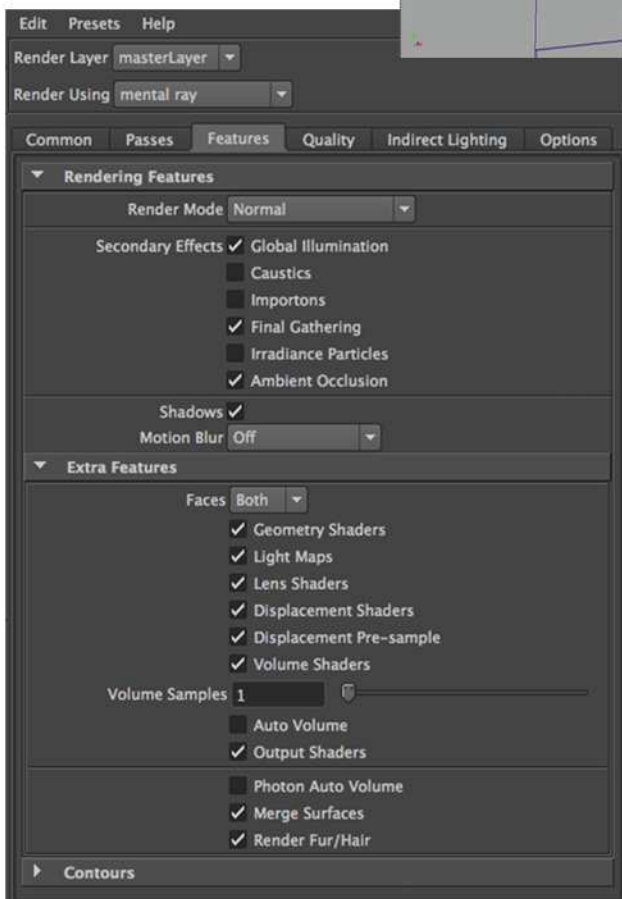 Edit Presets Help
Render Layer masterLayer
Render Using mental ray
Common Passes Features Quality Indirect Lighting Options
Rendering Features
Render Mode Normal
Secondary Effects Global Illumination
Caustics
Importons
Final Gathering
Irradiance Particles
Ambient Occlusion
Shadows
Motion Blur Off
Extra Features
Faces Both
Geometry Shaders
Light Maps
Lens Shaders
Displacement Shaders
Displacement Pre-sample
Volume Shaders
Volume Samples 1
Auto Volume
Output Shaders
Photon Auto Volume
Merge Surfaces
Render Fur/Hair
Contours